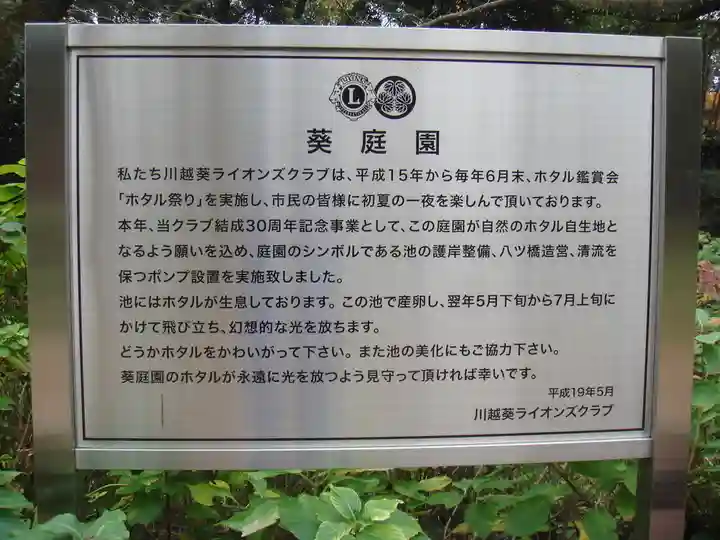 L
葵庭園
私たち川越葵ライオンズクラブは、平成15年から毎年6月末、ホタル鑑賞会
「ホタル祭り」を実施し、市民の皆様に初夏の一夜を楽しんで頂いております。
本年、当クラブ結成30周年記念事業として、この庭園が自然のホタル自生地と
なるよう願いを込め、庭園のシンボルである池の護岸整備、八ツ橋造営、清流を
保つポンプ設置を実施致しました。
池にはホタルが生息しております。この池で産卵し、翌年5月下旬から7月上旬に
かけて飛び立ち、幻想的な光を放ちます。
どうかホタルをかわいがって下さい。また池の美化にもご協力下さい。
葵庭園のホタルが永遠に光を放つよう見守って頂ければ幸いです。
平成19年5月
川越葵ライオンズクラブ